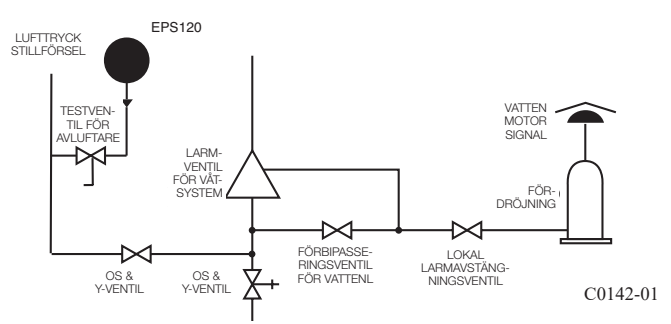 EPS120
LUFTTRYCK
STILLFÖRSEL
TESTVEN-
TIL FÖR
AVLUFTARE
LARM-
VENTIL
FÖR VÅT-
SYSTEM
VATTEN
MOTOR
SIGNAL
FÖR-
DRÖJNING
OS &
Y-VENTIL
OS &
Y-VENTIL
FÖRBIPASSE-
RINGSVENTIL
FÖR VATTENL
LOKAL
LARMAVSTÄNG-
NINGSVENTIL
C0142-01